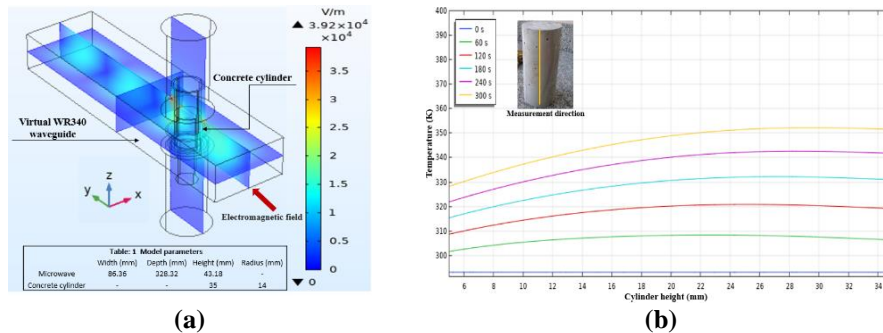 V/m
3.92×10⁴
×10⁴
3.5
3
2.5
2
1.5
1
0.5
0
0
Concrete cylinder
Virtual WR340
waveguide
z
y
x
Electromagnetic field
Table: 1 Model parameters
Width (mm) Depth (mm) Height (mm) Radius (mm)
Microwave 86.36 328.32 43.18 -
Concrete cylinder - - 35 14
(a)
400
390
380
370
360
350
340
330
320
310
300
Temperature (K)
0 s
60 s
120 s
180 s
240 s
300 s
Measurement direction
6 8 10 12 14 16 18 20 22 24 26 28 30 32 34
Cylinder height (mm)
(b)